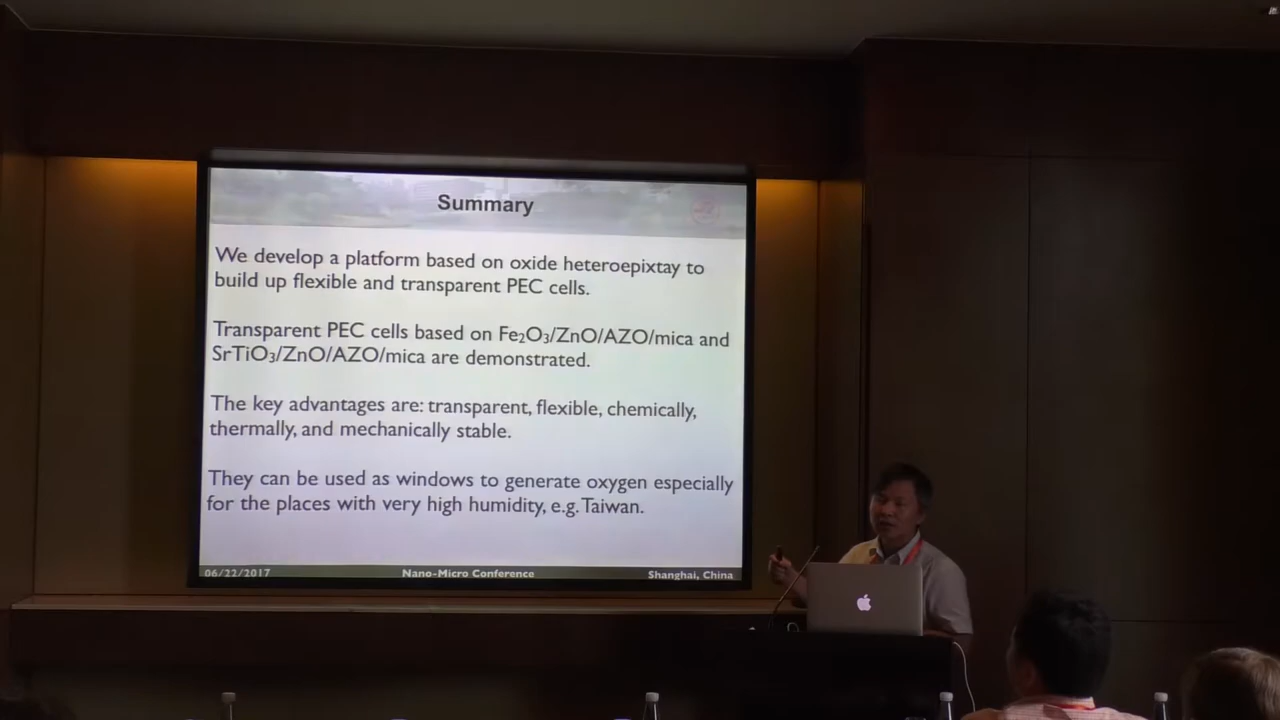 Summary
We develop a platform based on oxide heteroepixtay to
build up flexible and transparent PEC cells.
Transparent PEC cells based on Fe₂O₃/ZnO/AZO/mica and
SrTiO₃/ZnO/AZO/mica are demonstrated.
The key advantages are: transparent, flexible, chemically,
thermally, and mechanically stable.
They can be used as windows to generate oxygen especially
for the places with very high humidity, e.g. Taiwan.
06/22/2017 Nano-Micro Conference Shanghai, China